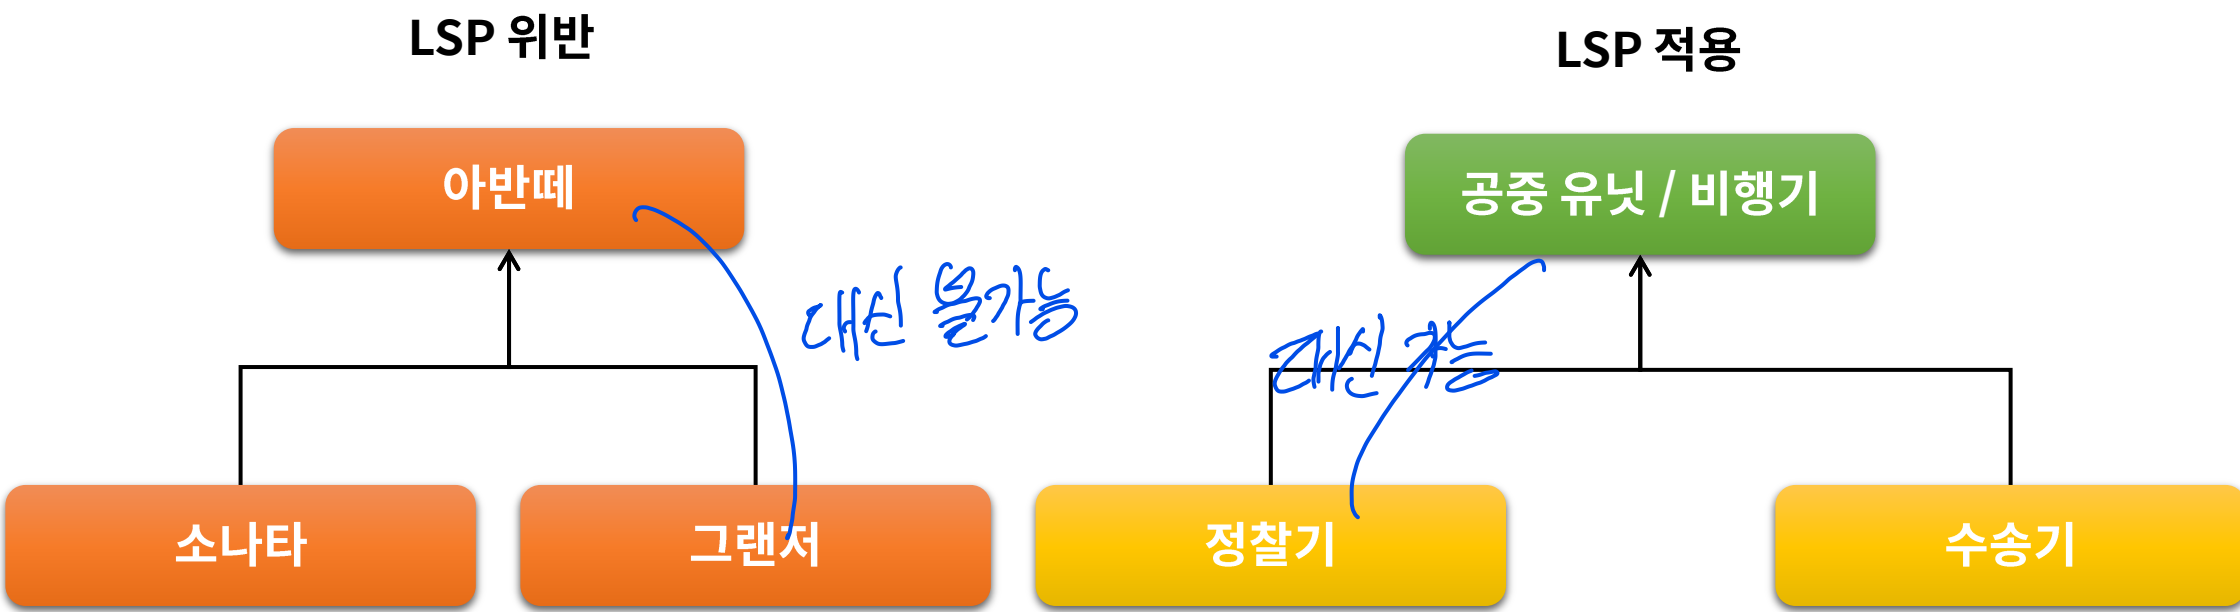 LSP 위반
아반떼
대신 불가능
소나타
그랜저
LSP 적용
공중 유닛 / 비행기
대신 가능
정찰기
수송기